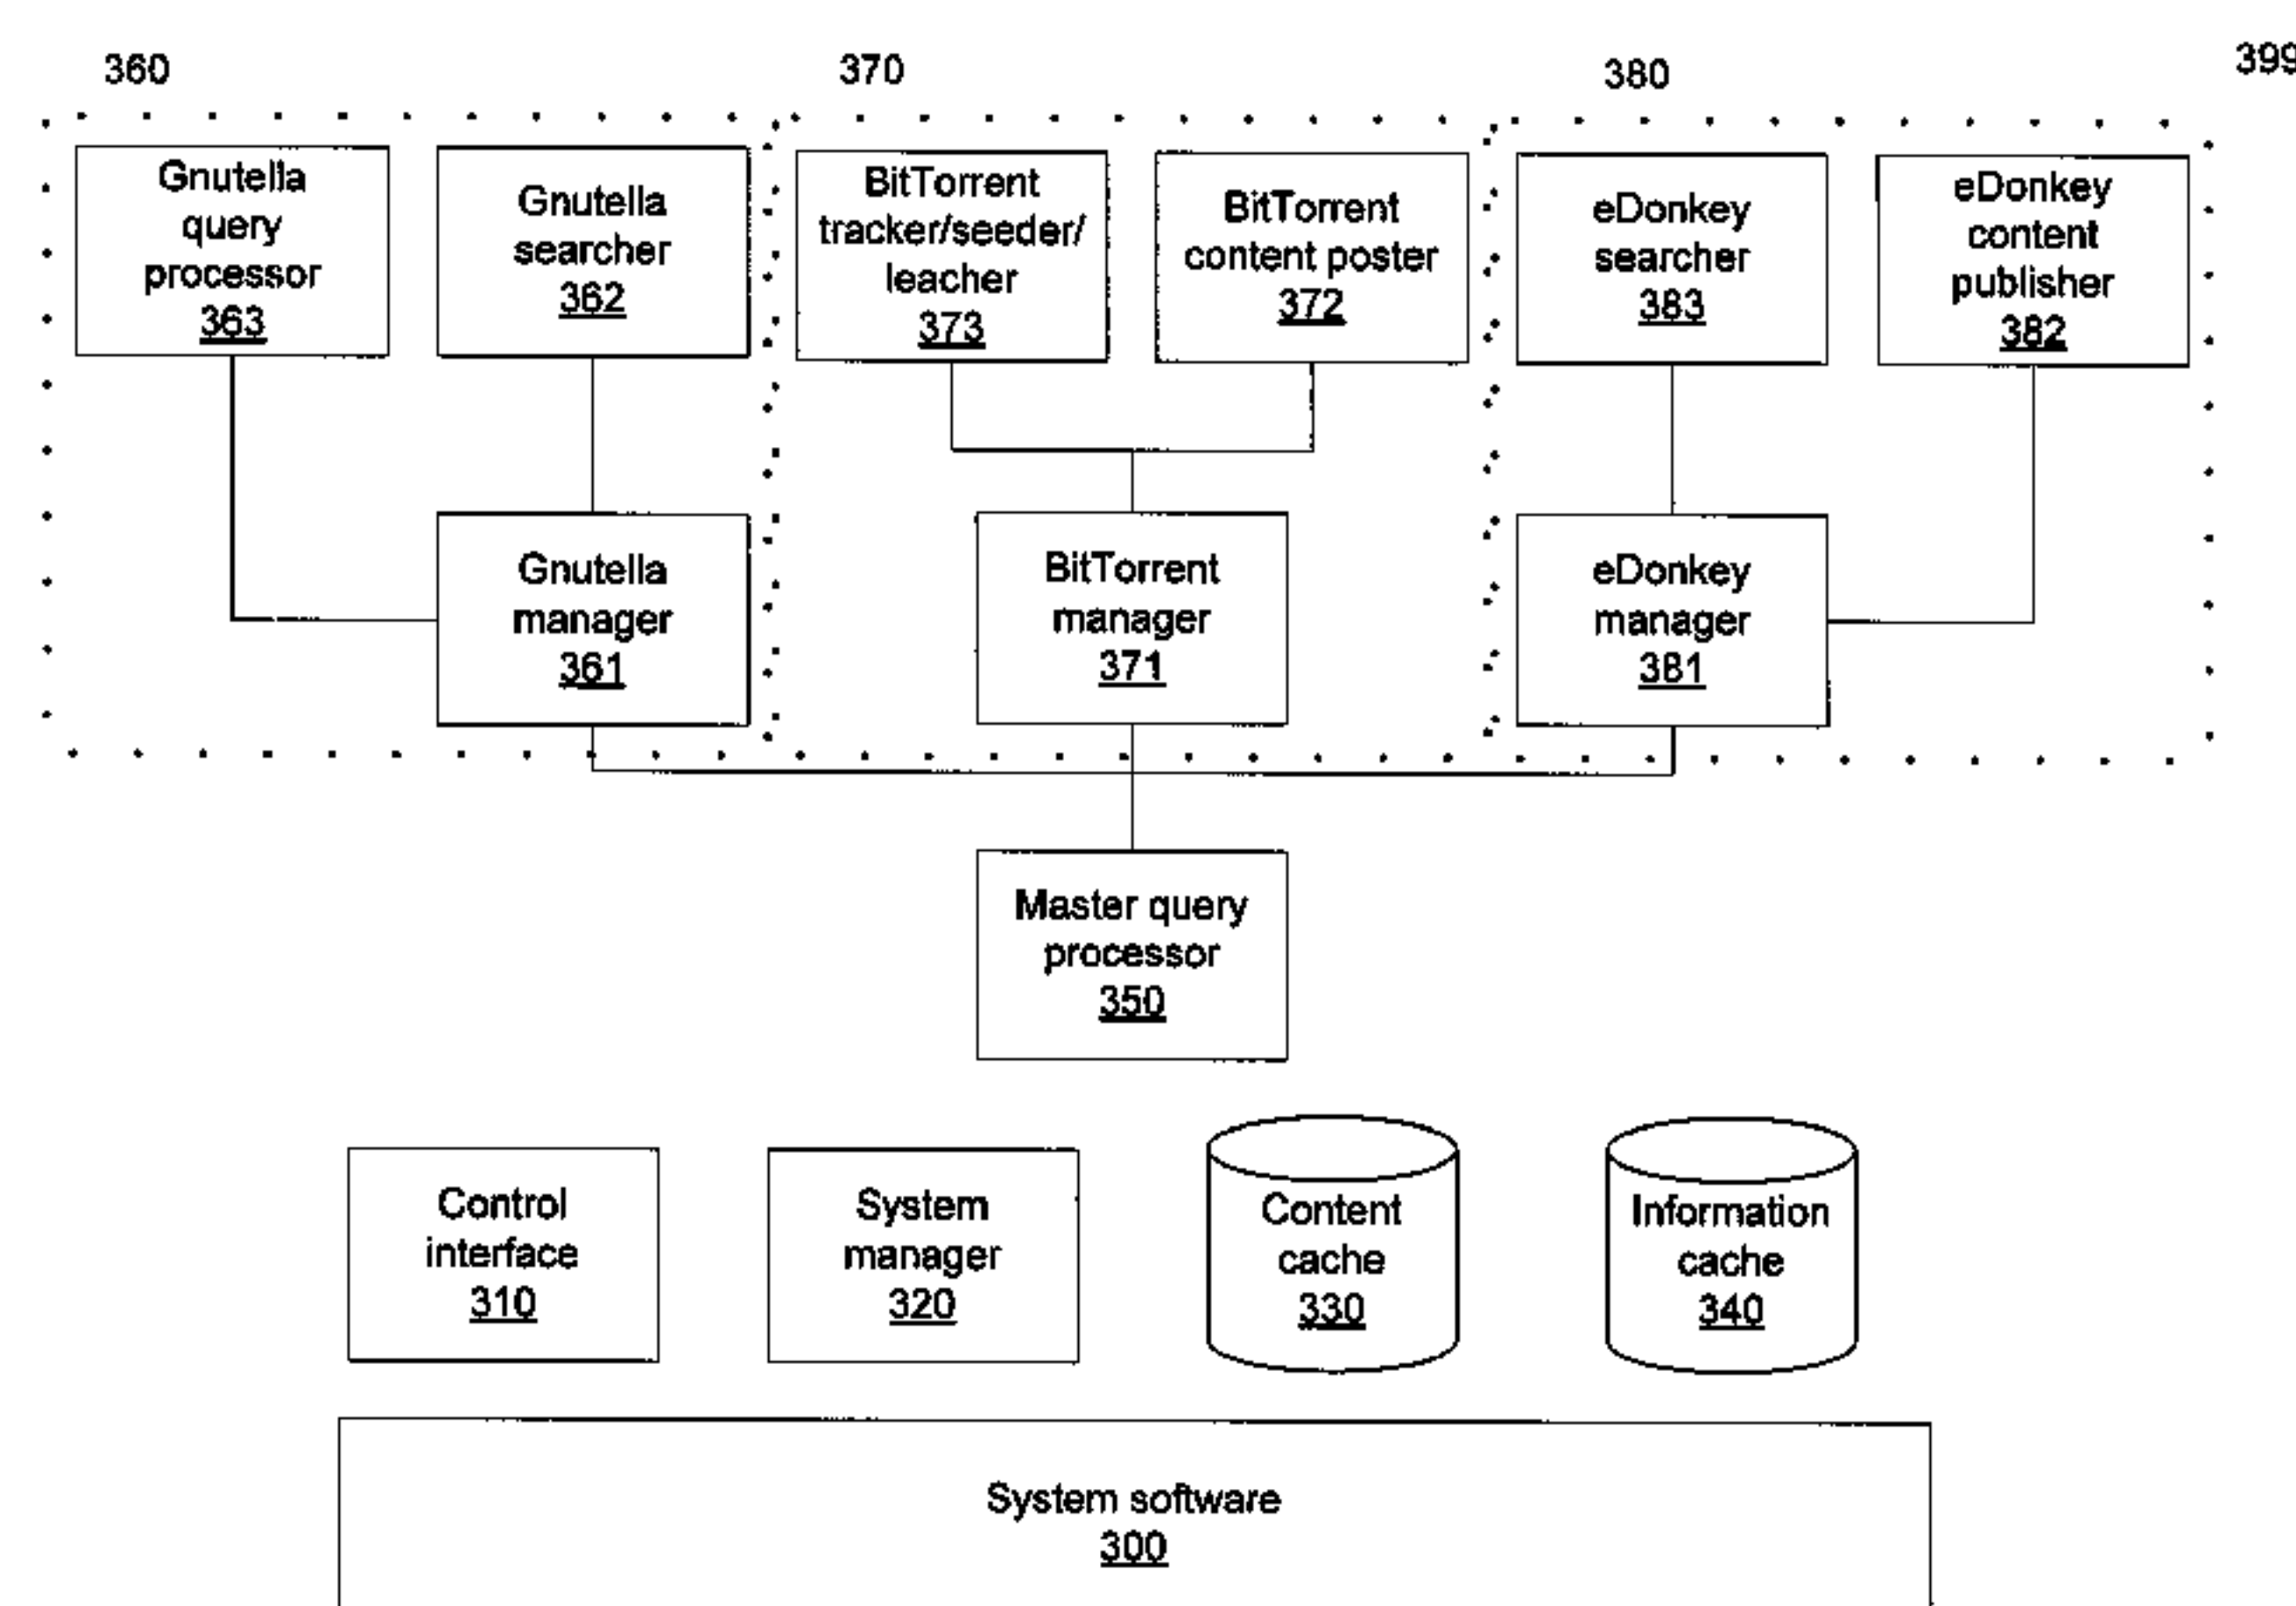 360
370
380
399
Gnutella
query
processor
363
Gnutella
searcher
362
BitTorrent
tracker/seeder/
leacher
373
BitTorrent
content poster
372
eDonkey
searcher
383
eDonkey
content
publisher
382
Gnutella
manager
361
BitTorrent
manager
371
eDonkey
manager
381
Master query
processor
350
Control
interface
310
System
manager
320
Content
cache
330
Information
cache
340
System software
300